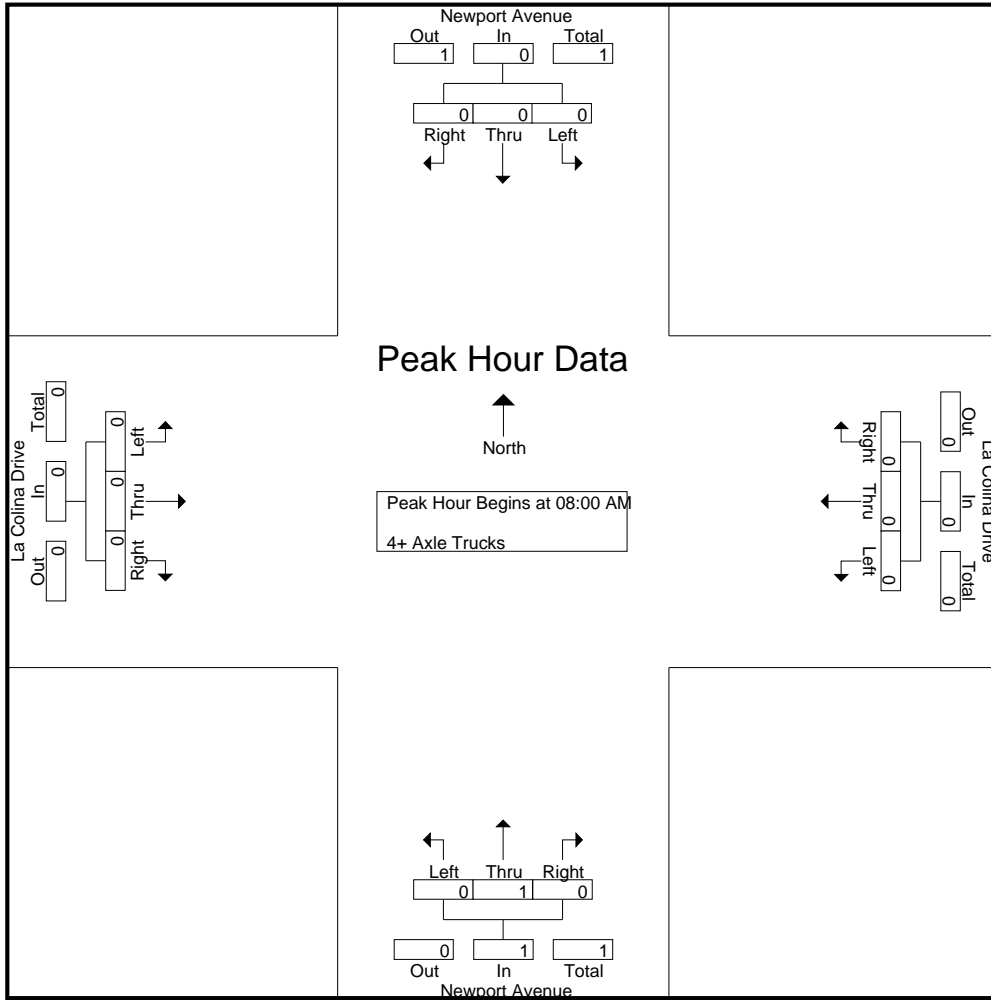 Newport Avenue
Out In Total
1 0 1
0 0 0
Right Thru Left
Peak Hour Data
North
Peak Hour Begins at 08:00 AM
4+ Axle Trucks
La Colina Drive
Total In Out
0 0 0
0 0 0
Left Thru Right
La Colina Drive
Out In Total
0 0 0
0 0 0
Right Thru Left
Left Thru Right
0 1 0
0 1 1
Out In Total
Newport Avenue